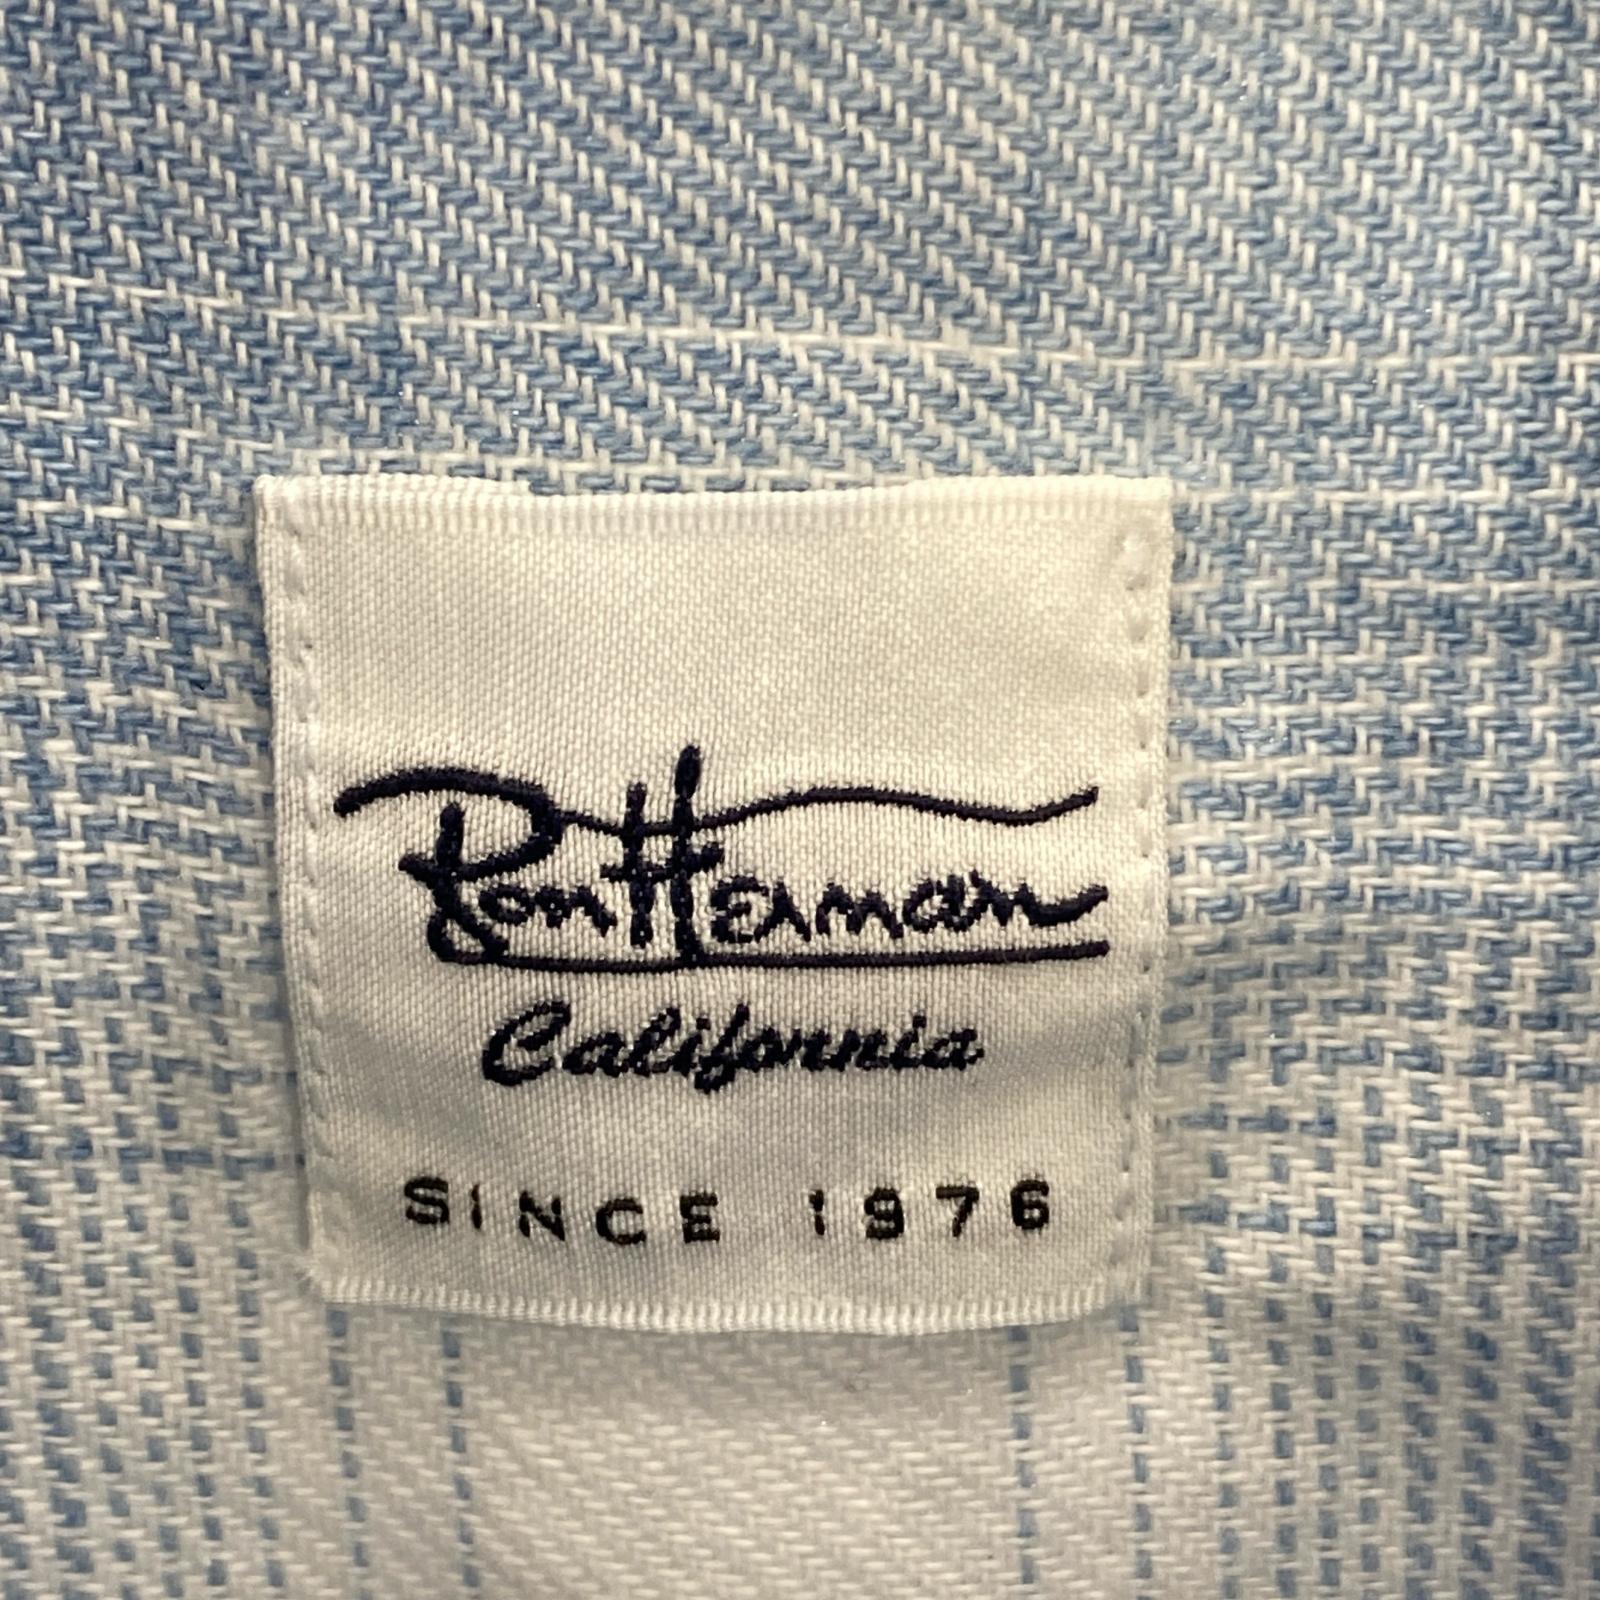 Ron Herman
California
SINCE 1976